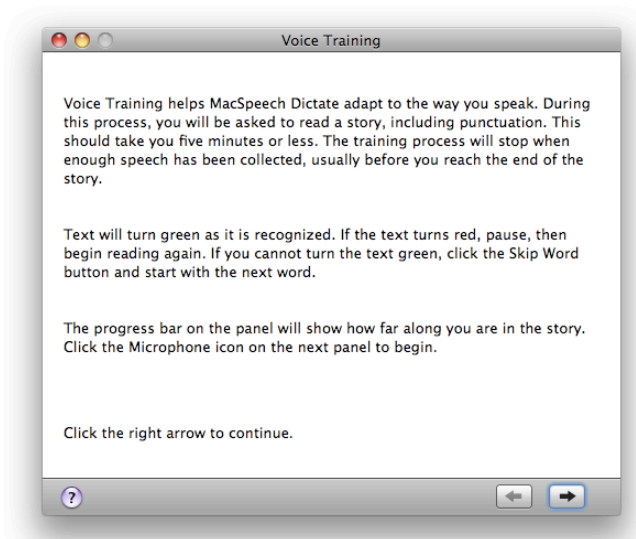 Voice Training
Voice Training helps MacSpeech Dictate adapt to the way you speak. During
this process, you will be asked to read a story, including punctuation. This
should take you five minutes or less. The training process will stop when
enough speech has been collected, usually before you reach the end of the
story.
Text will turn green as it is recognized. If the text turns red, pause, then
begin reading again. If you cannot turn the text green, click the Skip Word
button and start with the next word.
The progress bar on the panel will show how far along you are in the story.
Click the Microphone icon on the next panel to begin.
Click the right arrow to continue.
?